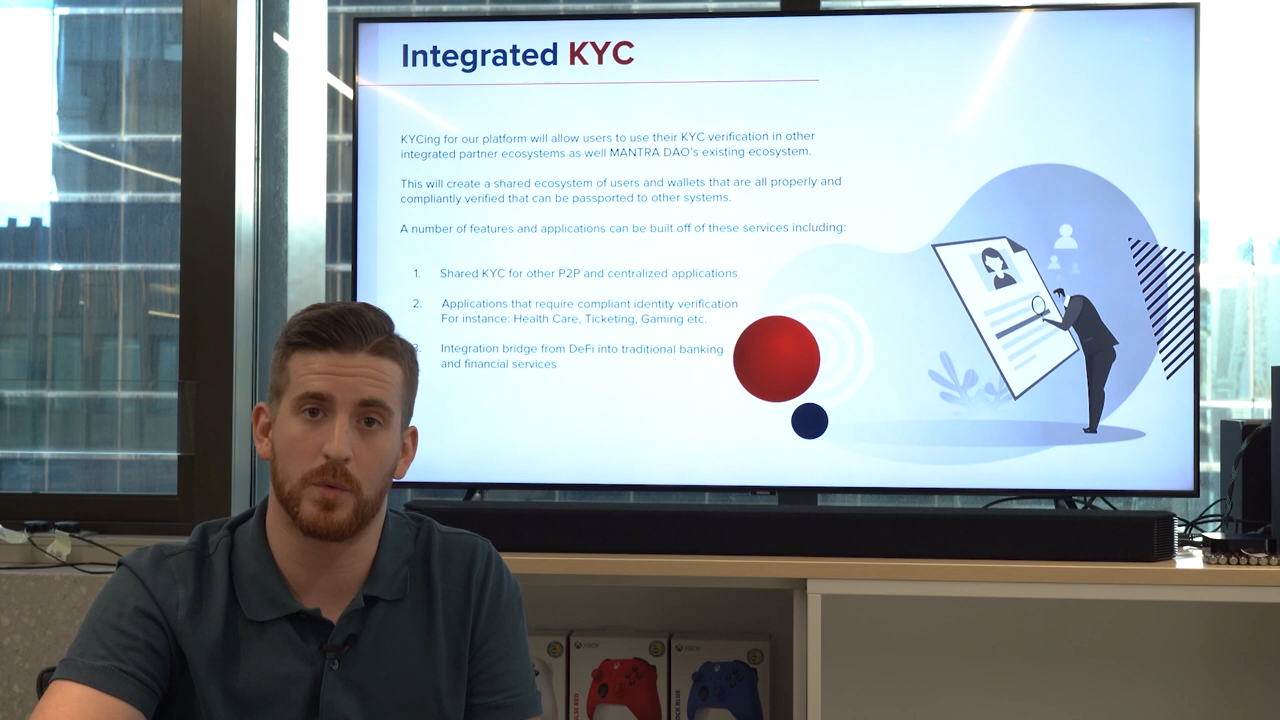 Integrated KYC
KYCing for our platform will allow users to use their KYC verification in other
integrated partner ecosystems as well MANTRA DAO's existing ecosystem.
This will create a shared ecosystem of users and wallets that are all properly and
compliantly verified that can be passported to other systems.
A number of features and applications can be built off of these services including:
1. Shared KYC for other P2P and centralized applications
2. Applications that require compliant identity verification
For instance: Health Care, Ticketing, Gaming etc.
3. Integration bridge from DeFi into traditional banking
and financial services
XBOX
XBOX